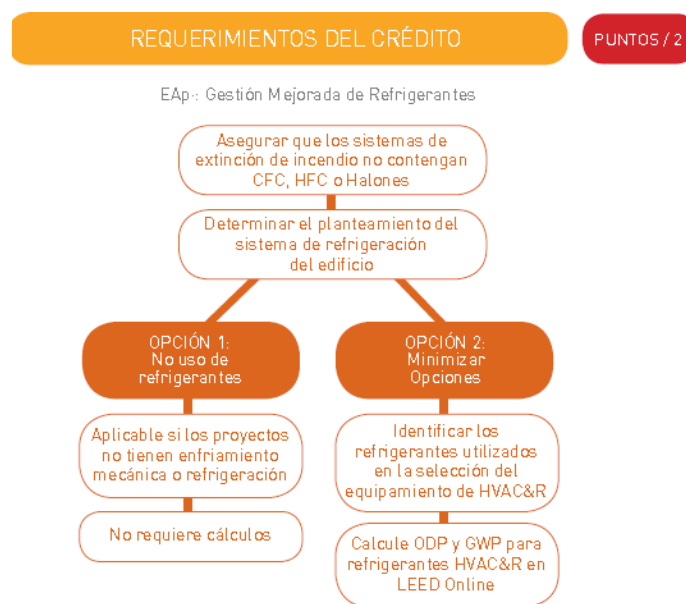 REQUERIMIENTOS DEL CRÉDITO
PUNTOS / 2
EAp-: Gestión Mejorada de Refrigerantes
Asegurar que los sistemas de
extinción de incendio no contengan
CFC, HFC o Halones
Determinar el planteamiento del
sistema de refrigeración
del edificio
OPCIÓN 1:
No uso de
refrigerantes
Aplicable si los proyectos
no tienen enfriamiento
mecánica o refrigeración
No requiere cálculos
OPCIÓN 2:
Minimizar
Opciones
Identificar los
refrigerantes utilizados
en la selección del
equipamiento de HVAC&R
Calcule ODP y GWP para
refrigerantes HVAC&R en
LEED Online